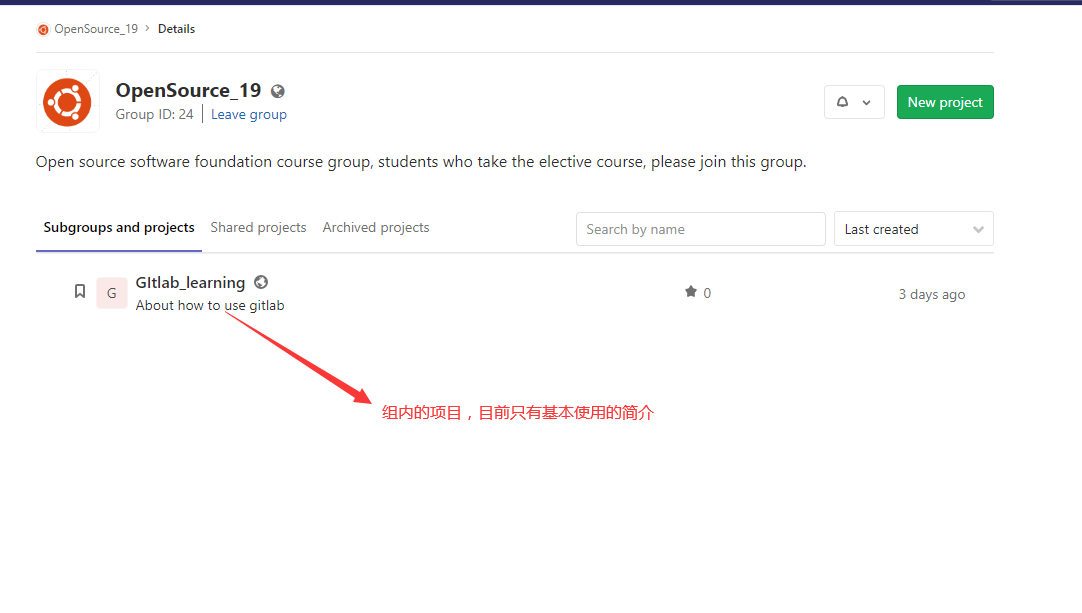 OpenSource_19 > Details
OpenSource_19
Group ID: 24 | Leave group
New project
Open source software foundation course group, students who take the elective course, please join this group.
Subgroups and projects Shared projects Archived projects Search by name Last created
G
GItlab_learning
About how to use gitlab
0
3 days ago
组内的项目，目前只有基本使用的简介